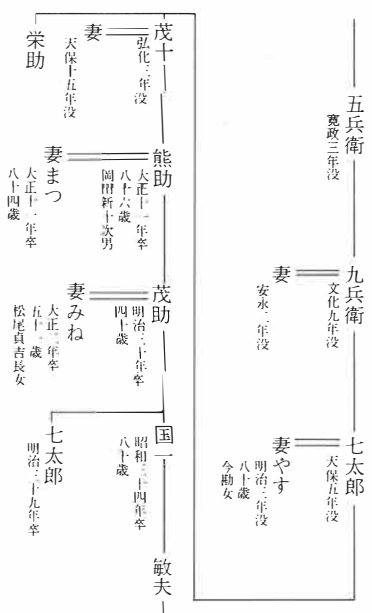 五兵衛
寛政三年没
九兵衛
文化九年没
妻
安永二年没
七太郎
天保五年没
妻やす
明治三年没
八十歳
今勘女
茂十
弘化三年没
妻
天保十五年没
栄助
熊助
大正十一年卒
八十六歳
岡田新十次男
妻まつ
大正十一年卒
八十四歳
茂助
明治三十年卒
四十歳
妻みね
大正二年卒
五十歳
松尾貞吉長女
国一
昭和三十四年卒
八十歳
七太郎
明治三十九年卒
敏夫